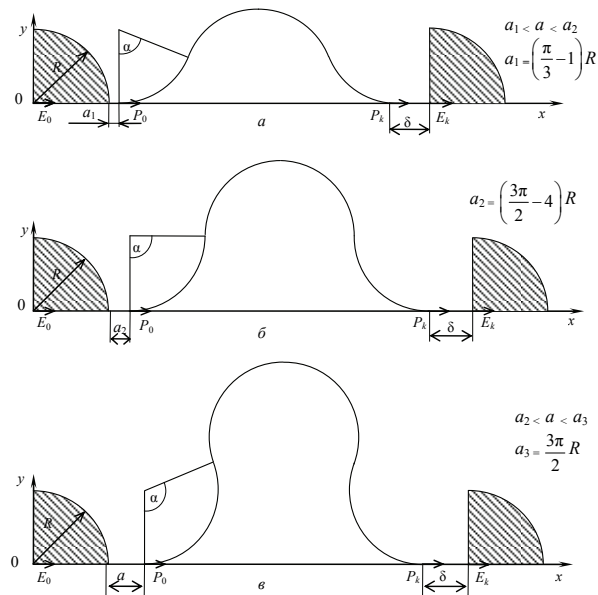 y
a₁ < a < a₂
a₁ = (π/3 − 1) R
α
R
0
E₀ a₁ P₀ а Pₖ δ Eₖ x
a₂ = (3π/2 − 4) R
y
α
R
0
E₀ a₂ P₀ б Pₖ δ Eₖ x
a₂ < a < a₃
a₃ = 3π/2 R
y
α
R
0
E₀ a P₀ в Pₖ δ Eₖ x